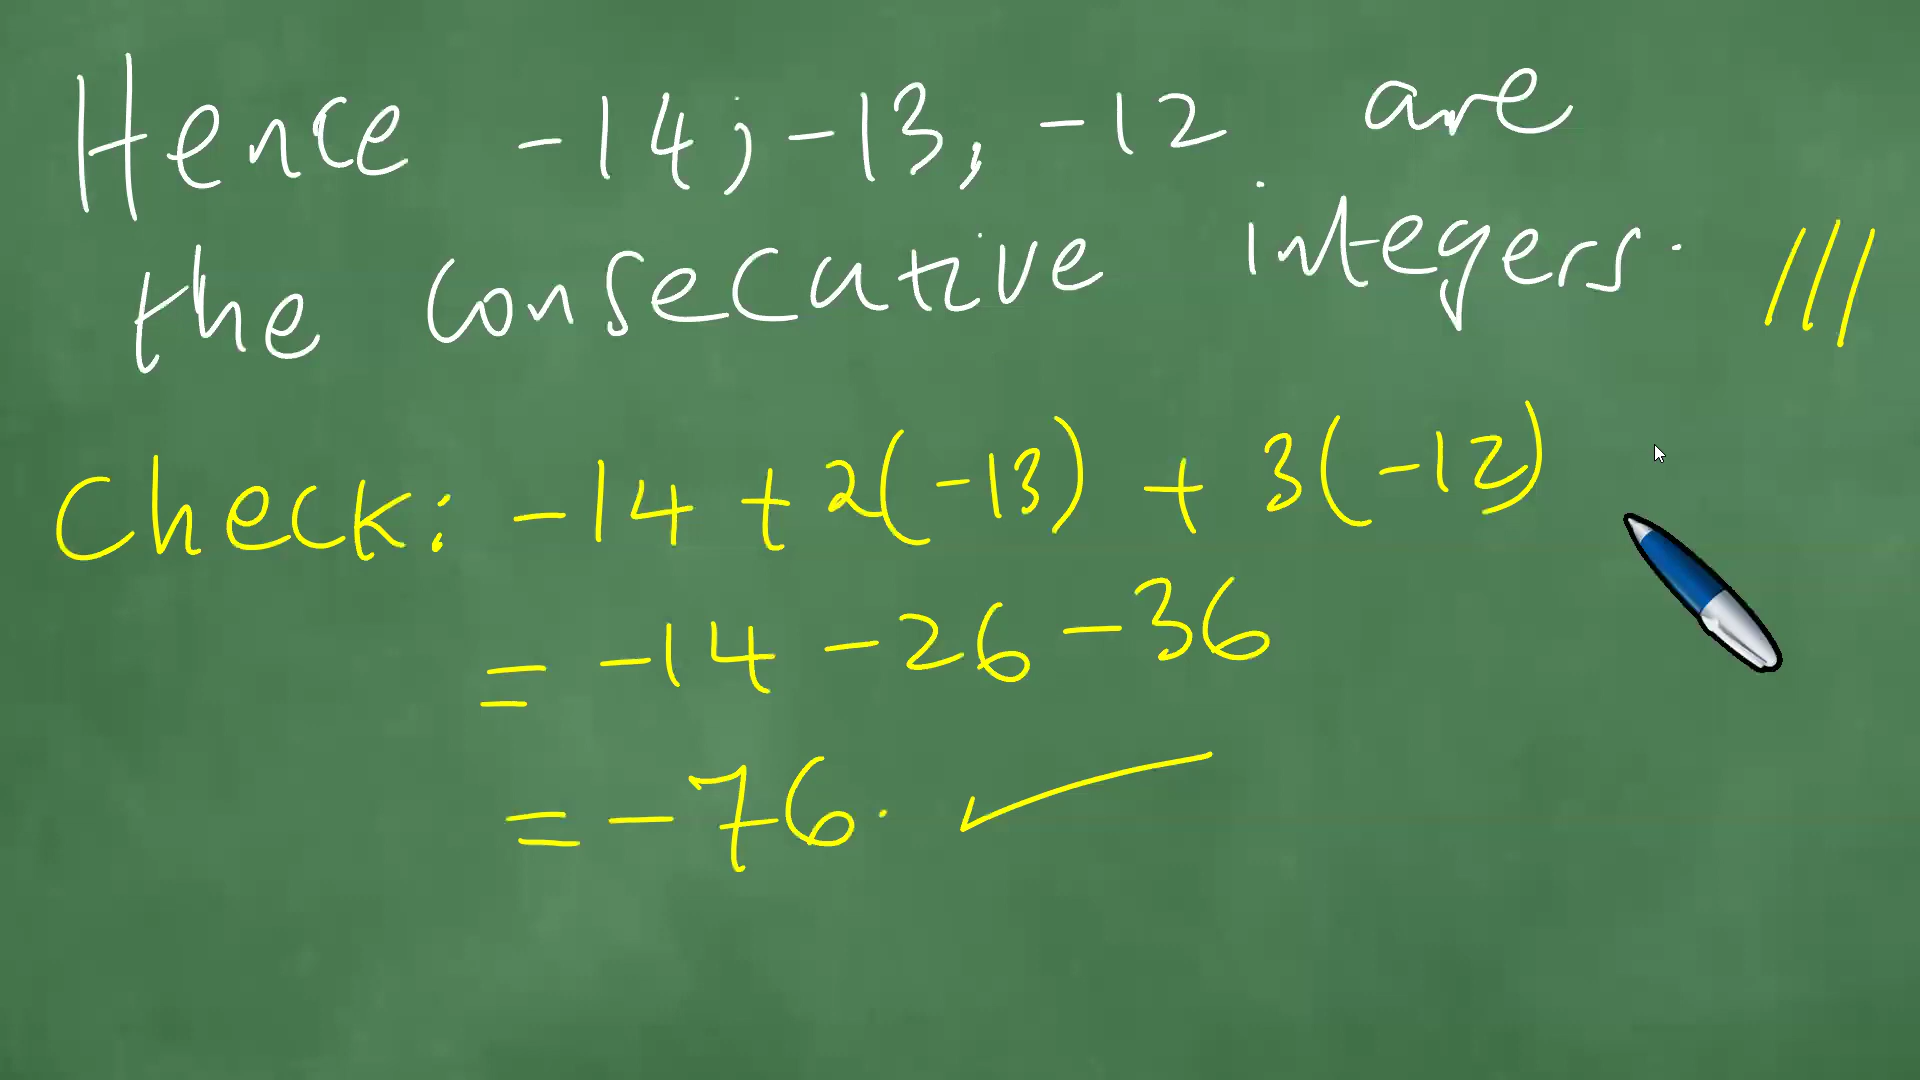 Hence -14, -13, -12 are
the consecutive integers.
Check: -14 + 2(-13) + 3(-12)
= -14 - 26 - 36
= -76. ✓